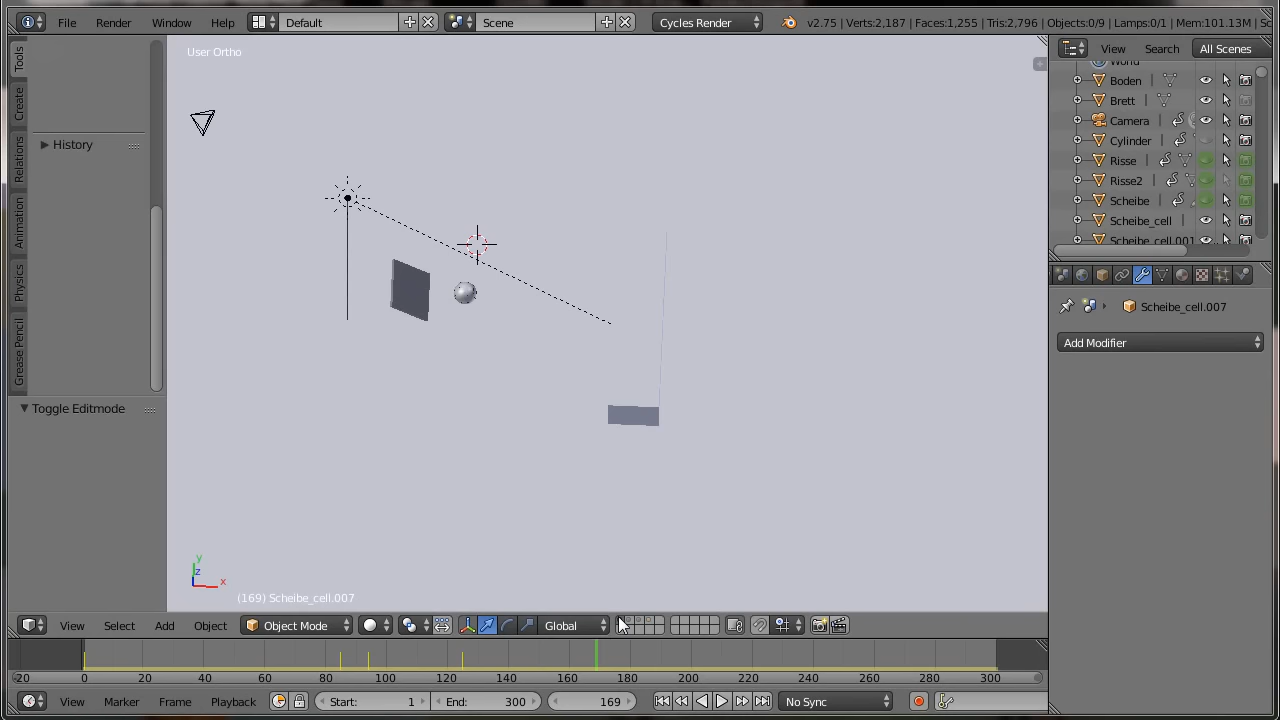 File Render Window Help Default Scene Cycles Render v2.75 | Verts:2,187 | Faces:1,255 | Tris:2,796 | Objects:0/9 | Lamps:0/1 | Mem:101.13M | Sc
User Ortho
View Search All Scenes
World
Boden
Brett
Camera
Cylinder
Risse
Risse2
Scheibe
Scheibe_cell
Scheibe_cell.001
Tools
Create
Relations
Animation
Physics
Grease Pencil
History
Toggle Editmode
Scheibe_cell.007
Add Modifier
y
z
x
(169) Scheibe_cell.007
View Select Add Object Object Mode Global
-20 0 20 40 60 80 100 120 140 160 180 200 220 240 260 280 300
View Marker Frame Playback Start: 1 End: 300 169 No Sync